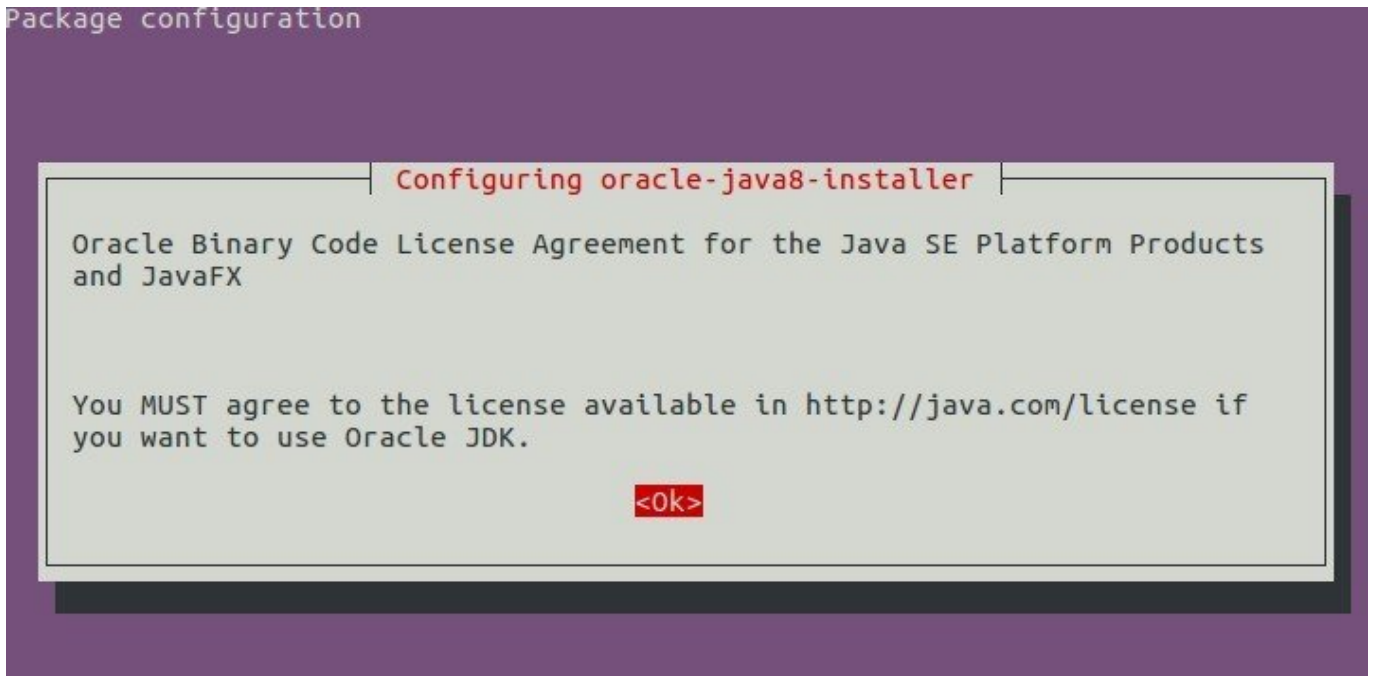 Package configuration
Configuring oracle-java8-installer
Oracle Binary Code License Agreement for the Java SE Platform Products
and JavaFX
You MUST agree to the license available in http://java.com/license if
you want to use Oracle JDK.
<Ok>